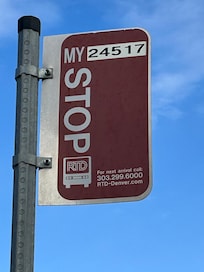 MY 24517
STOP
RTD
For next arrival call:
303.299.6000
RTD-Denver.com